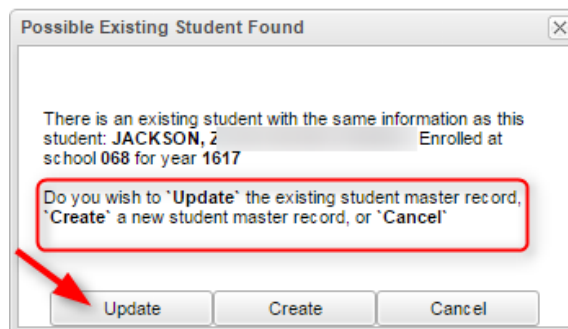 Possible Existing Student Found
There is an existing student with the same information as this
student: JACKSON, Z Enrolled at
school 068 for year 1617
Do you wish to `Update` the existing student master record,
`Create` a new student master record, or `Cancel`
Update Create Cancel